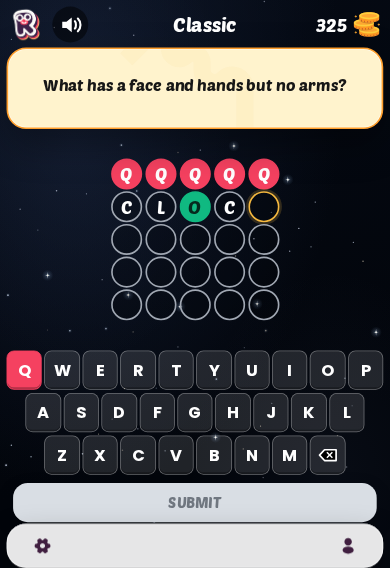 Classic
325
What has a face and hands but no arms?
Q Q Q Q Q
C L O C
Q W E R T Y U I O P
A S D F G H J K L
Z X C V B N M
SUBMIT